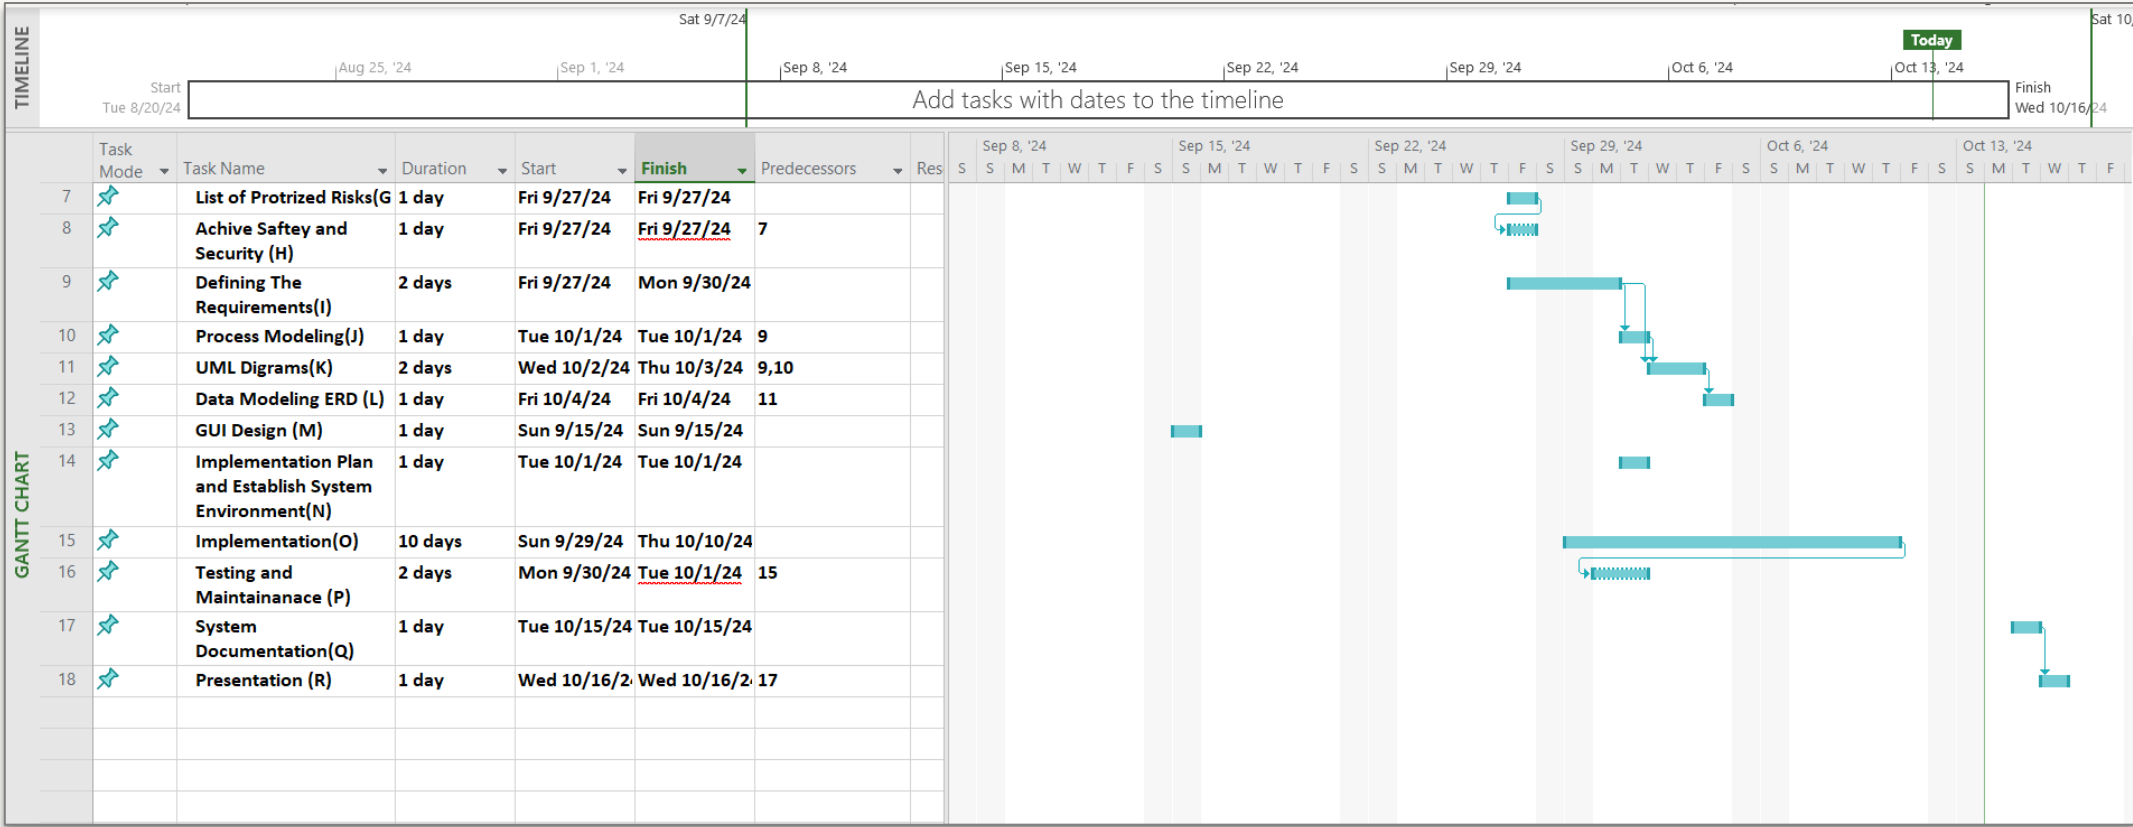 TIMELINE
Sat 9/7/24
Sat 10/
Today
Aug 25, '24
Sep 1, '24
Sep 8, '24
Sep 15, '24
Sep 22, '24
Sep 29, '24
Oct 6, '24
Oct 13, '24
Start
Tue 8/20/24
Add tasks with dates to the timeline
Finish
Wed 10/16/24
GANTT CHART
Task Mode
Task Name
Duration
Start
Finish
Predecessors
Res
Sep 8, '24
Sep 15, '24
Sep 22, '24
Sep 29, '24
Oct 6, '24
Oct 13, '24
S S M T W T F S S M T W T F S S M T W T F S S M T W T F S S M T W T F S S M T W T F
7 List of Protrized Risks(G 1 day Fri 9/27/24 Fri 9/27/24
8 Achive Saftey and 1 day Fri 9/27/24 Fri 9/27/24 7
Security (H)
9 Defining The 2 days Fri 9/27/24 Mon 9/30/24
Requirements(I)
10 Process Modeling(J) 1 day Tue 10/1/24 Tue 10/1/24 9
11 UML Digrams(K) 2 days Wed 10/2/24 Thu 10/3/24 9,10
12 Data Modeling ERD (L) 1 day Fri 10/4/24 Fri 10/4/24 11
13 GUI Design (M) 1 day Sun 9/15/24 Sun 9/15/24
14 Implementation Plan 1 day Tue 10/1/24 Tue 10/1/24
and Establish System
Environment(N)
15 Implementation(O) 10 days Sun 9/29/24 Thu 10/10/24
16 Testing and 2 days Mon 9/30/24 Tue 10/1/24 15
Maintainanace (P)
17 System 1 day Tue 10/15/24 Tue 10/15/24
Documentation(Q)
18 Presentation (R) 1 day Wed 10/16/2 Wed 10/16/2 17